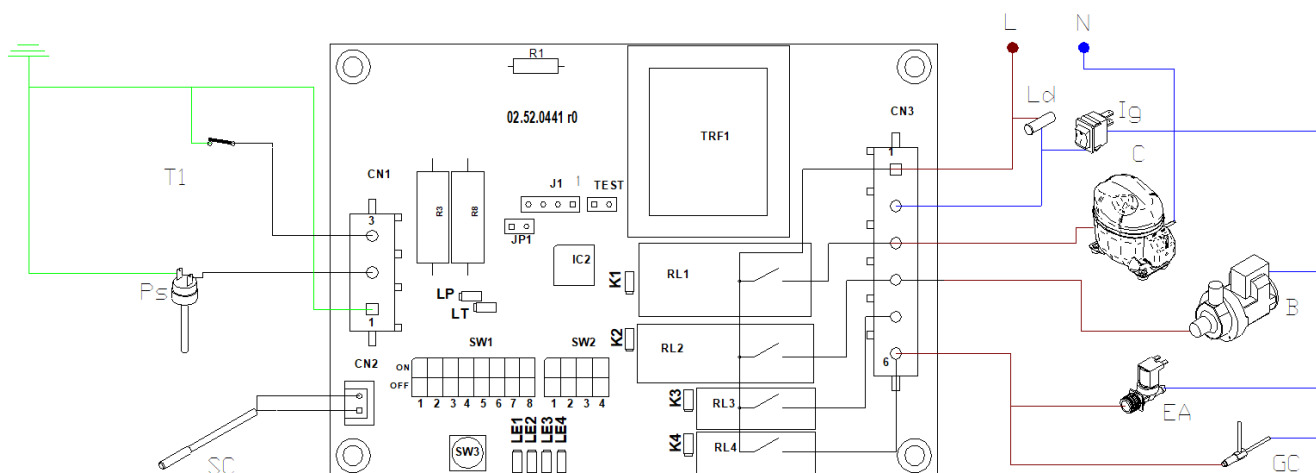 L N
R1
Ld
Ig
02.52.0441 r0
CN3
TRF1
C
T1
CN1
J1 1 TEST
1
3
R3 R8
JP1
IC2
K1 RL1
Ps
LP
LT
1
B
K2 RL2
CN2
SW1 SW2
6
ON
OFF
1 2 3 4 5 6 7 8 1 2 3 4
K3 RL3
EA
LE1 LE2 LE3 LE4
K4 RL4
SW3
SC
GC